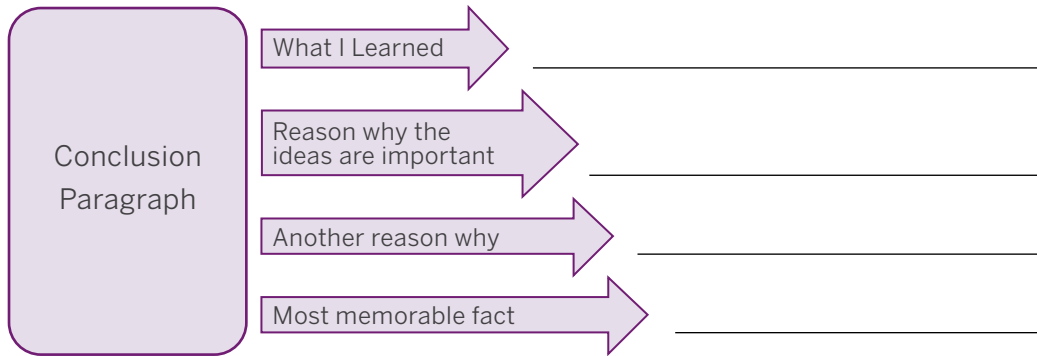 Conclusion
Paragraph
What I Learned
Reason why the
ideas are important
Another reason why
Most memorable fact